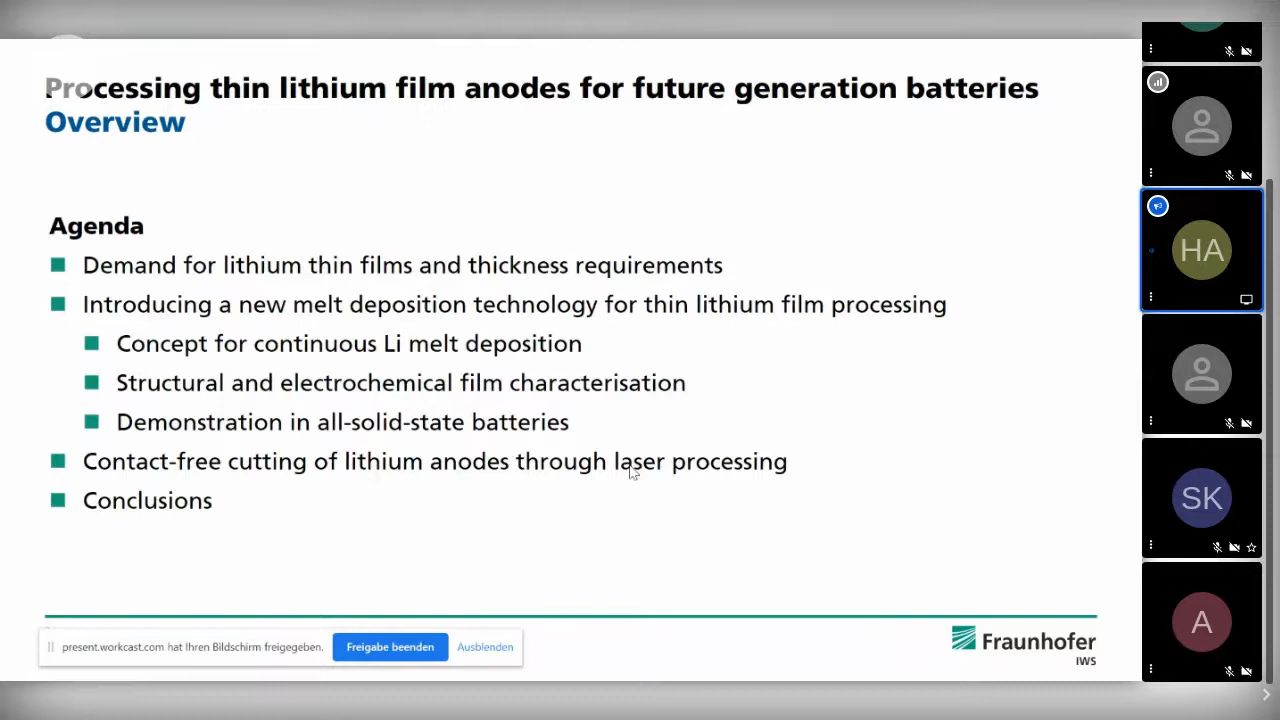 Processing thin lithium film anodes for future generation batteries
Overview
Agenda
Demand for lithium thin films and thickness requirements
Introducing a new melt deposition technology for thin lithium film processing
Concept for continuous Li melt deposition
Structural and electrochemical film characterisation
Demonstration in all-solid-state batteries
Contact-free cutting of lithium anodes through laser processing
Conclusions
present.workcast.com hat Ihren Bildschirm freigegeben. Freigabe beenden Ausblenden
Fraunhofer
IWS
HA
SK
A